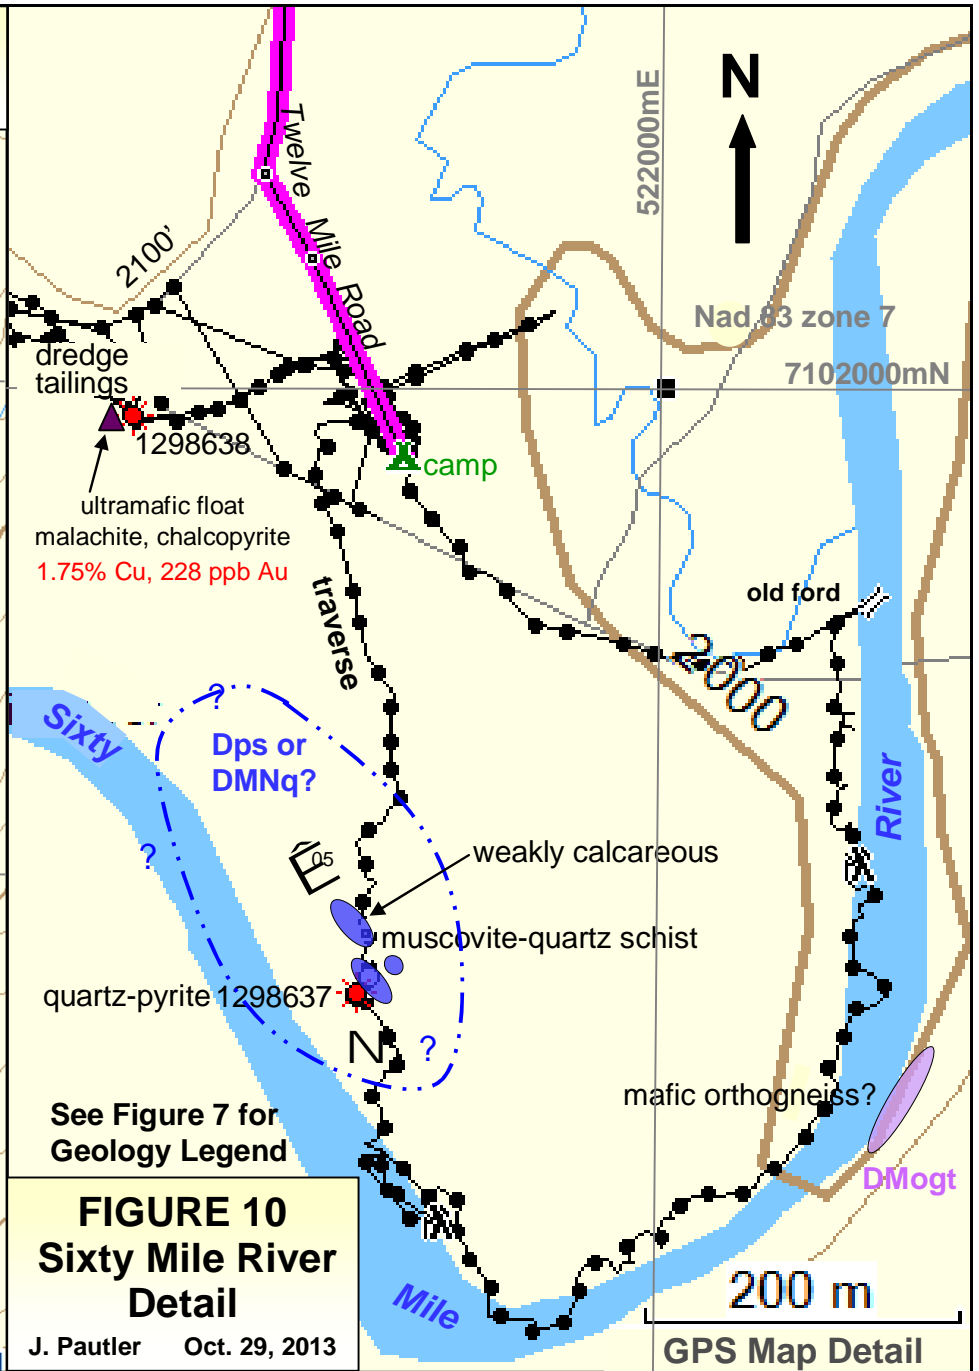 Twelve Mile Road
522000mE
N
2100'
Nad 83 zone 7
7102000mN
dredge
tailings
1298638
camp
ultramafic float
malachite, chalcopyrite
1.75% Cu, 228 ppb Au
traverse
old ford
2000
Sixty
?
Dps or
DMNq?
River
?
05
weakly calcareous
muscovite-quartz schist
quartz-pyrite 1298637
?
mafic orthogneiss?
See Figure 7 for
Geology Legend
DMogt
FIGURE 10
Sixty Mile River
Detail
J. Pautler Oct. 29, 2013
Mile
200 m
GPS Map Detail